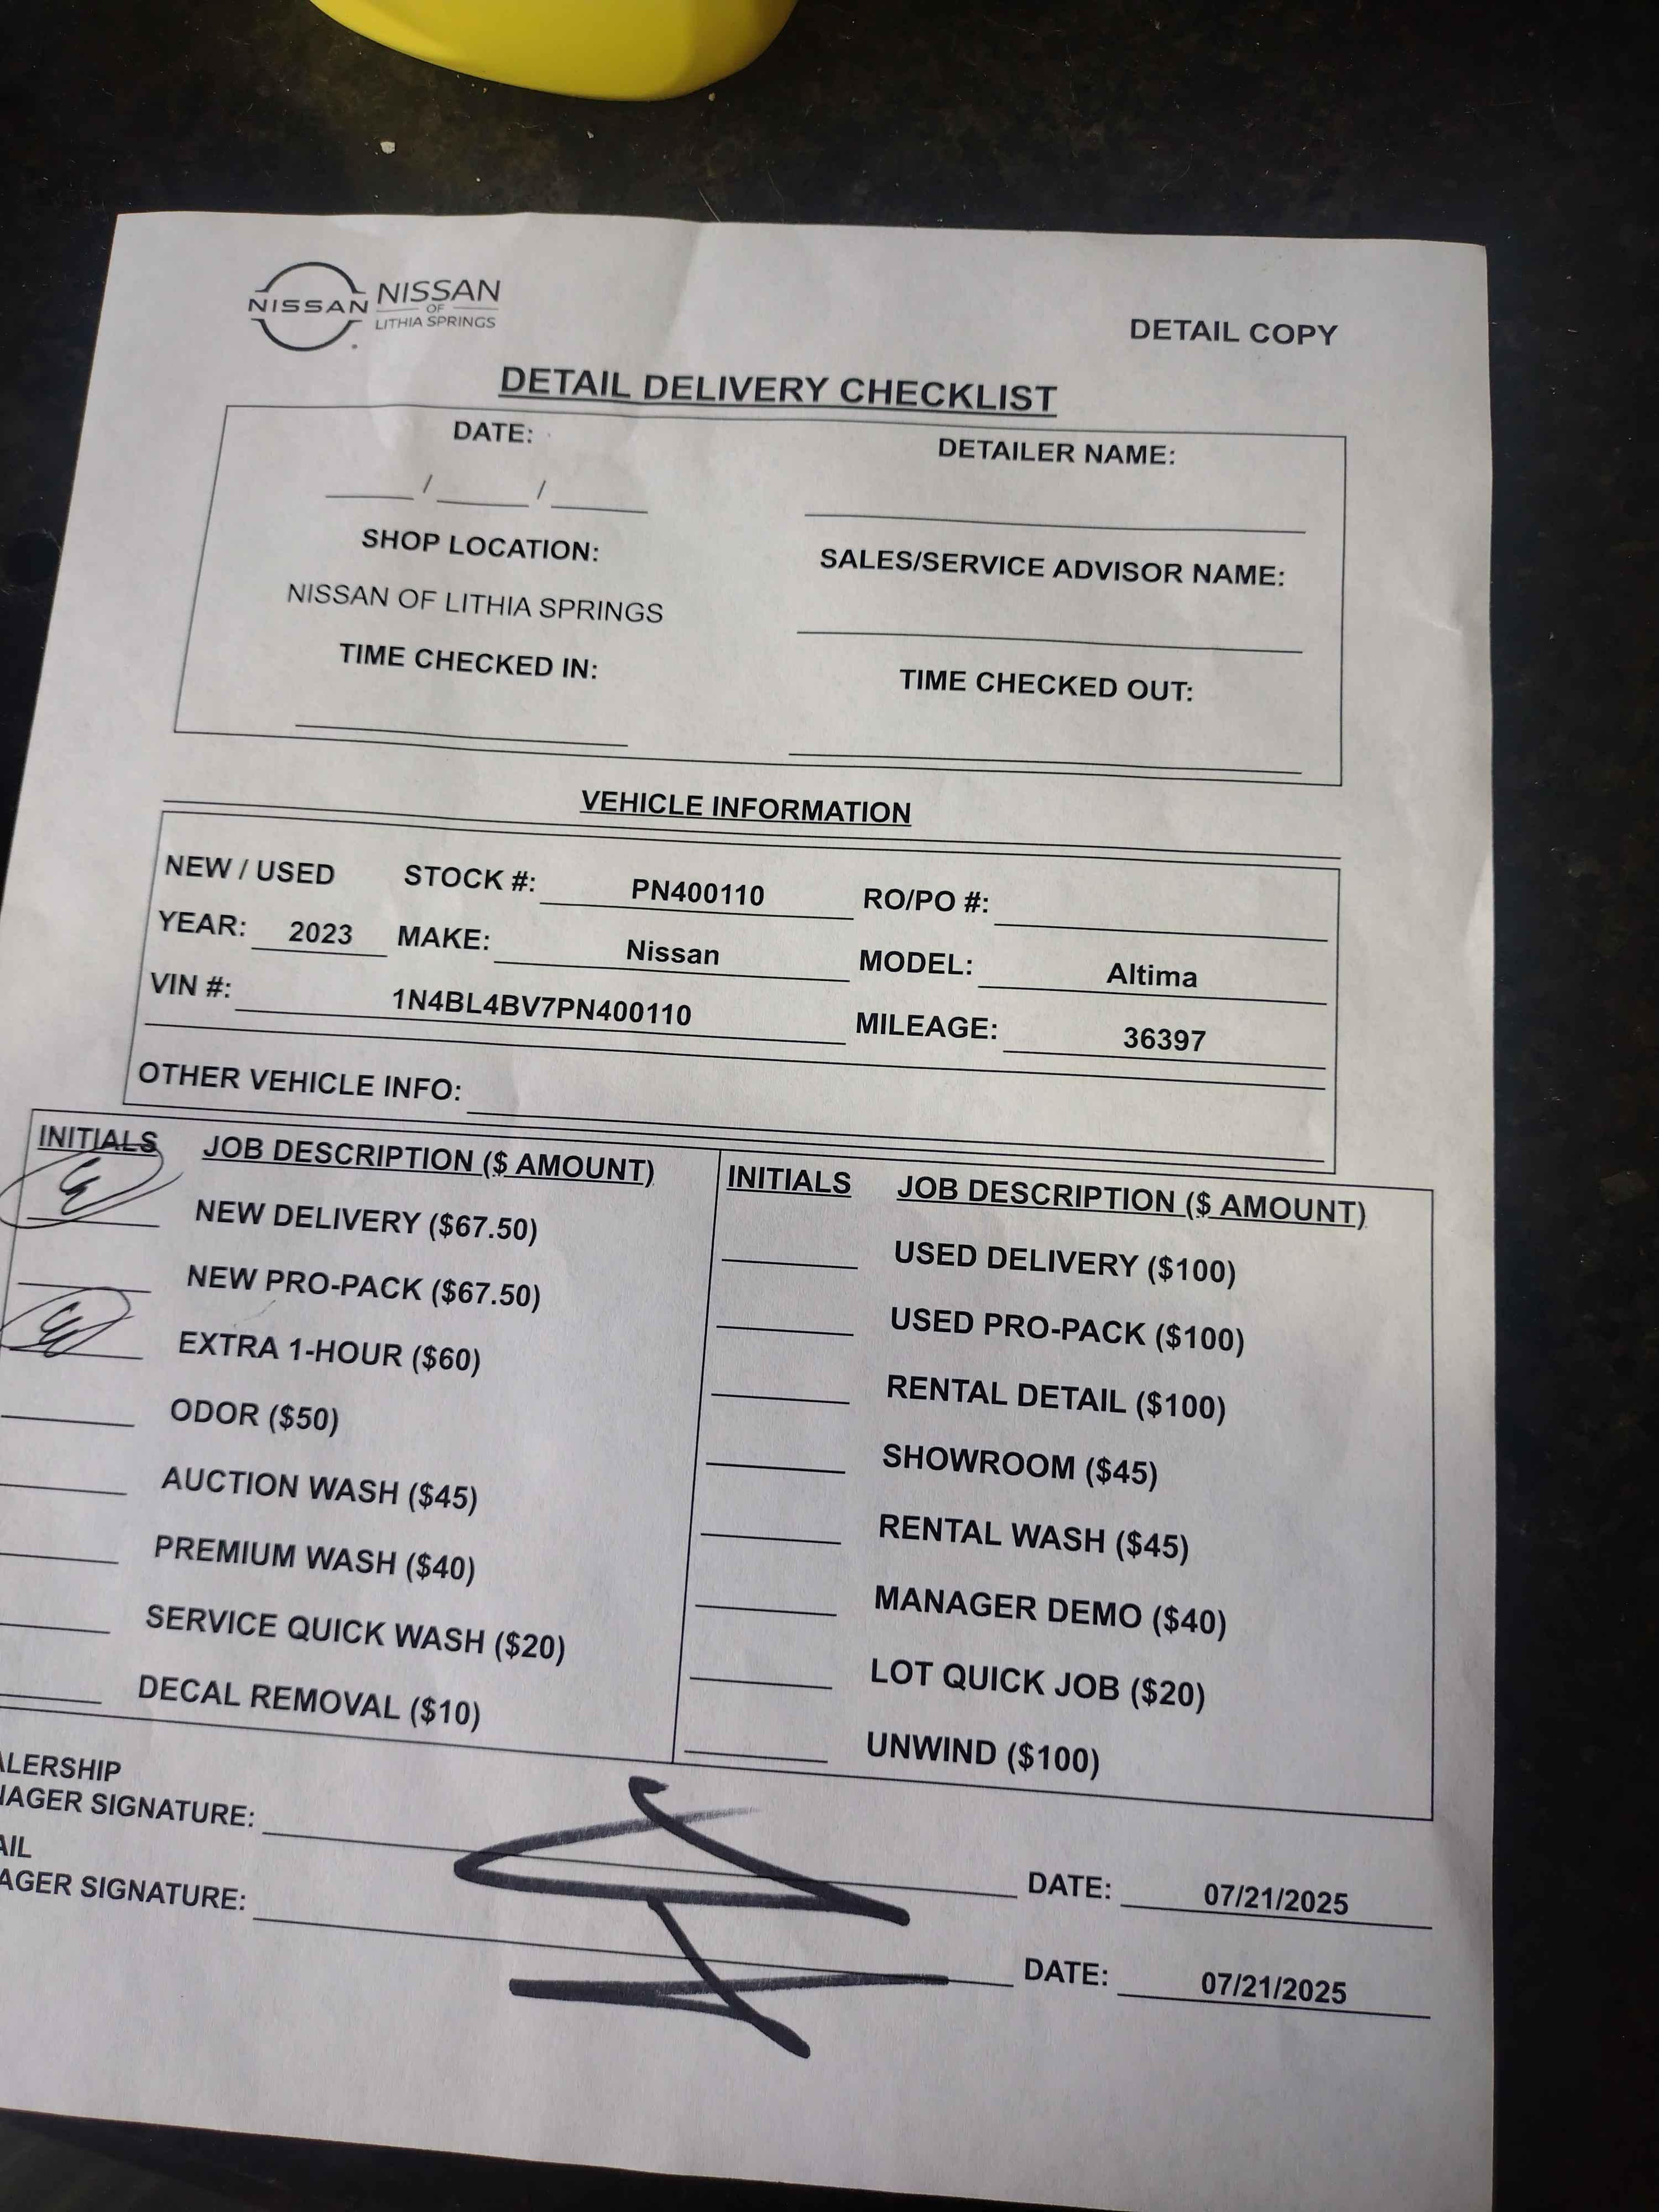 NISSAN
NISSAN
OF
LITHIA SPRINGS
DETAIL COPY
DETAIL DELIVERY CHECKLIST
DATE:
DETAILER NAME:
/ /
SHOP LOCATION:
SALES/SERVICE ADVISOR NAME:
NISSAN OF LITHIA SPRINGS
TIME CHECKED IN:
TIME CHECKED OUT:
VEHICLE INFORMATION
NEW / USED STOCK #: PN400110 RO/PO #:
YEAR: 2023 MAKE: Nissan MODEL: Altima
VIN #: 1N4BL4BV7PN400110 MILEAGE: 36397
OTHER VEHICLE INFO:
INITIALS JOB DESCRIPTION ($ AMOUNT)
NEW DELIVERY ($67.50)
NEW PRO-PACK ($67.50)
EXTRA 1-HOUR ($60)
ODOR ($50)
AUCTION WASH ($45)
PREMIUM WASH ($40)
SERVICE QUICK WASH ($20)
DECAL REMOVAL ($10)
INITIALS JOB DESCRIPTION ($ AMOUNT)
USED DELIVERY ($100)
USED PRO-PACK ($100)
RENTAL DETAIL ($100)
SHOWROOM ($45)
RENTAL WASH ($45)
MANAGER DEMO ($40)
LOT QUICK JOB ($20)
UNWIND ($100)
ALERSHIP
NAGER SIGNATURE: DATE: 07/21/2025
AIL
AGER SIGNATURE: DATE: 07/21/2025